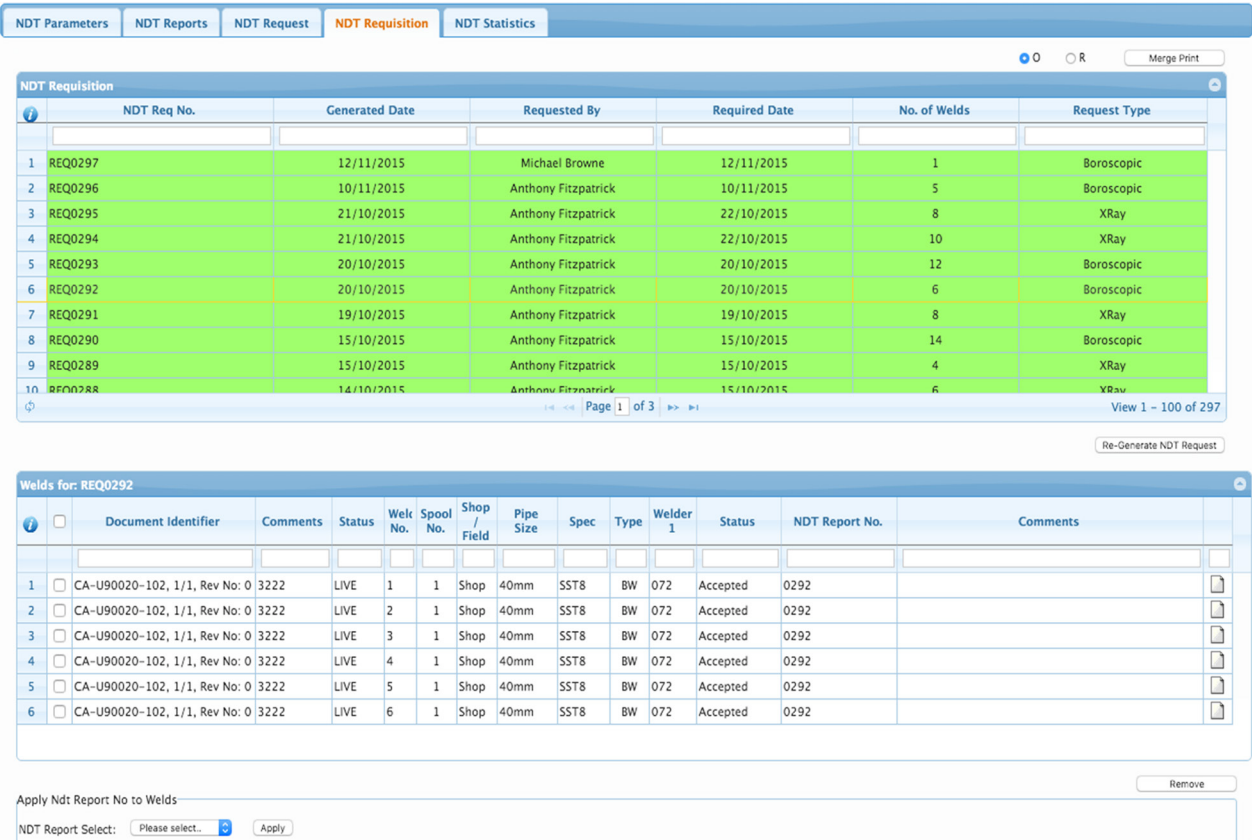 NDT Parameters NDT Reports NDT Request NDT Requisition NDT Statistics
O R Merge Print
NDT Requisition
NDT Req No. Generated Date Requested By Required Date No. of Welds Request Type
1 REQ0297 12/11/2015 Michael Browne 12/11/2015 1 Boroscopic
2 REQ0296 10/11/2015 Anthony Fitzpatrick 10/11/2015 5 Boroscopic
3 REQ0295 21/10/2015 Anthony Fitzpatrick 22/10/2015 8 XRay
4 REQ0294 21/10/2015 Anthony Fitzpatrick 22/10/2015 10 XRay
5 REQ0293 20/10/2015 Anthony Fitzpatrick 20/10/2015 12 Boroscopic
6 REQ0292 20/10/2015 Anthony Fitzpatrick 20/10/2015 6 Boroscopic
7 REQ0291 19/10/2015 Anthony Fitzpatrick 19/10/2015 8 XRay
8 REQ0290 15/10/2015 Anthony Fitzpatrick 15/10/2015 14 Boroscopic
9 REQ0289 15/10/2015 Anthony Fitzpatrick 15/10/2015 4 XRay
10 REQ0288 14/10/2015 Anthony Fitzpatrick 15/10/2015 6 XRay
Page 1 of 3 View 1 - 100 of 297
Re-Generate NDT Request
Welds for: REQ0292
Document Identifier Comments Status Weld No. Spool No. Shop / Field Pipe Size Spec Type Welder 1 Status NDT Report No. Comments
1 CA-U90020-102, 1/1, Rev No: 0 3222 LIVE 1 1 Shop 40mm SST8 BW 072 Accepted 0292
2 CA-U90020-102, 1/1, Rev No: 0 3222 LIVE 2 1 Shop 40mm SST8 BW 072 Accepted 0292
3 CA-U90020-102, 1/1, Rev No: 0 3222 LIVE 3 1 Shop 40mm SST8 BW 072 Accepted 0292
4 CA-U90020-102, 1/1, Rev No: 0 3222 LIVE 4 1 Shop 40mm SST8 BW 072 Accepted 0292
5 CA-U90020-102, 1/1, Rev No: 0 3222 LIVE 5 1 Shop 40mm SST8 BW 072 Accepted 0292
6 CA-U90020-102, 1/1, Rev No: 0 3222 LIVE 6 1 Shop 40mm SST8 BW 072 Accepted 0292
Remove
Apply Ndt Report No to Welds
NDT Report Select: Please select.. Apply